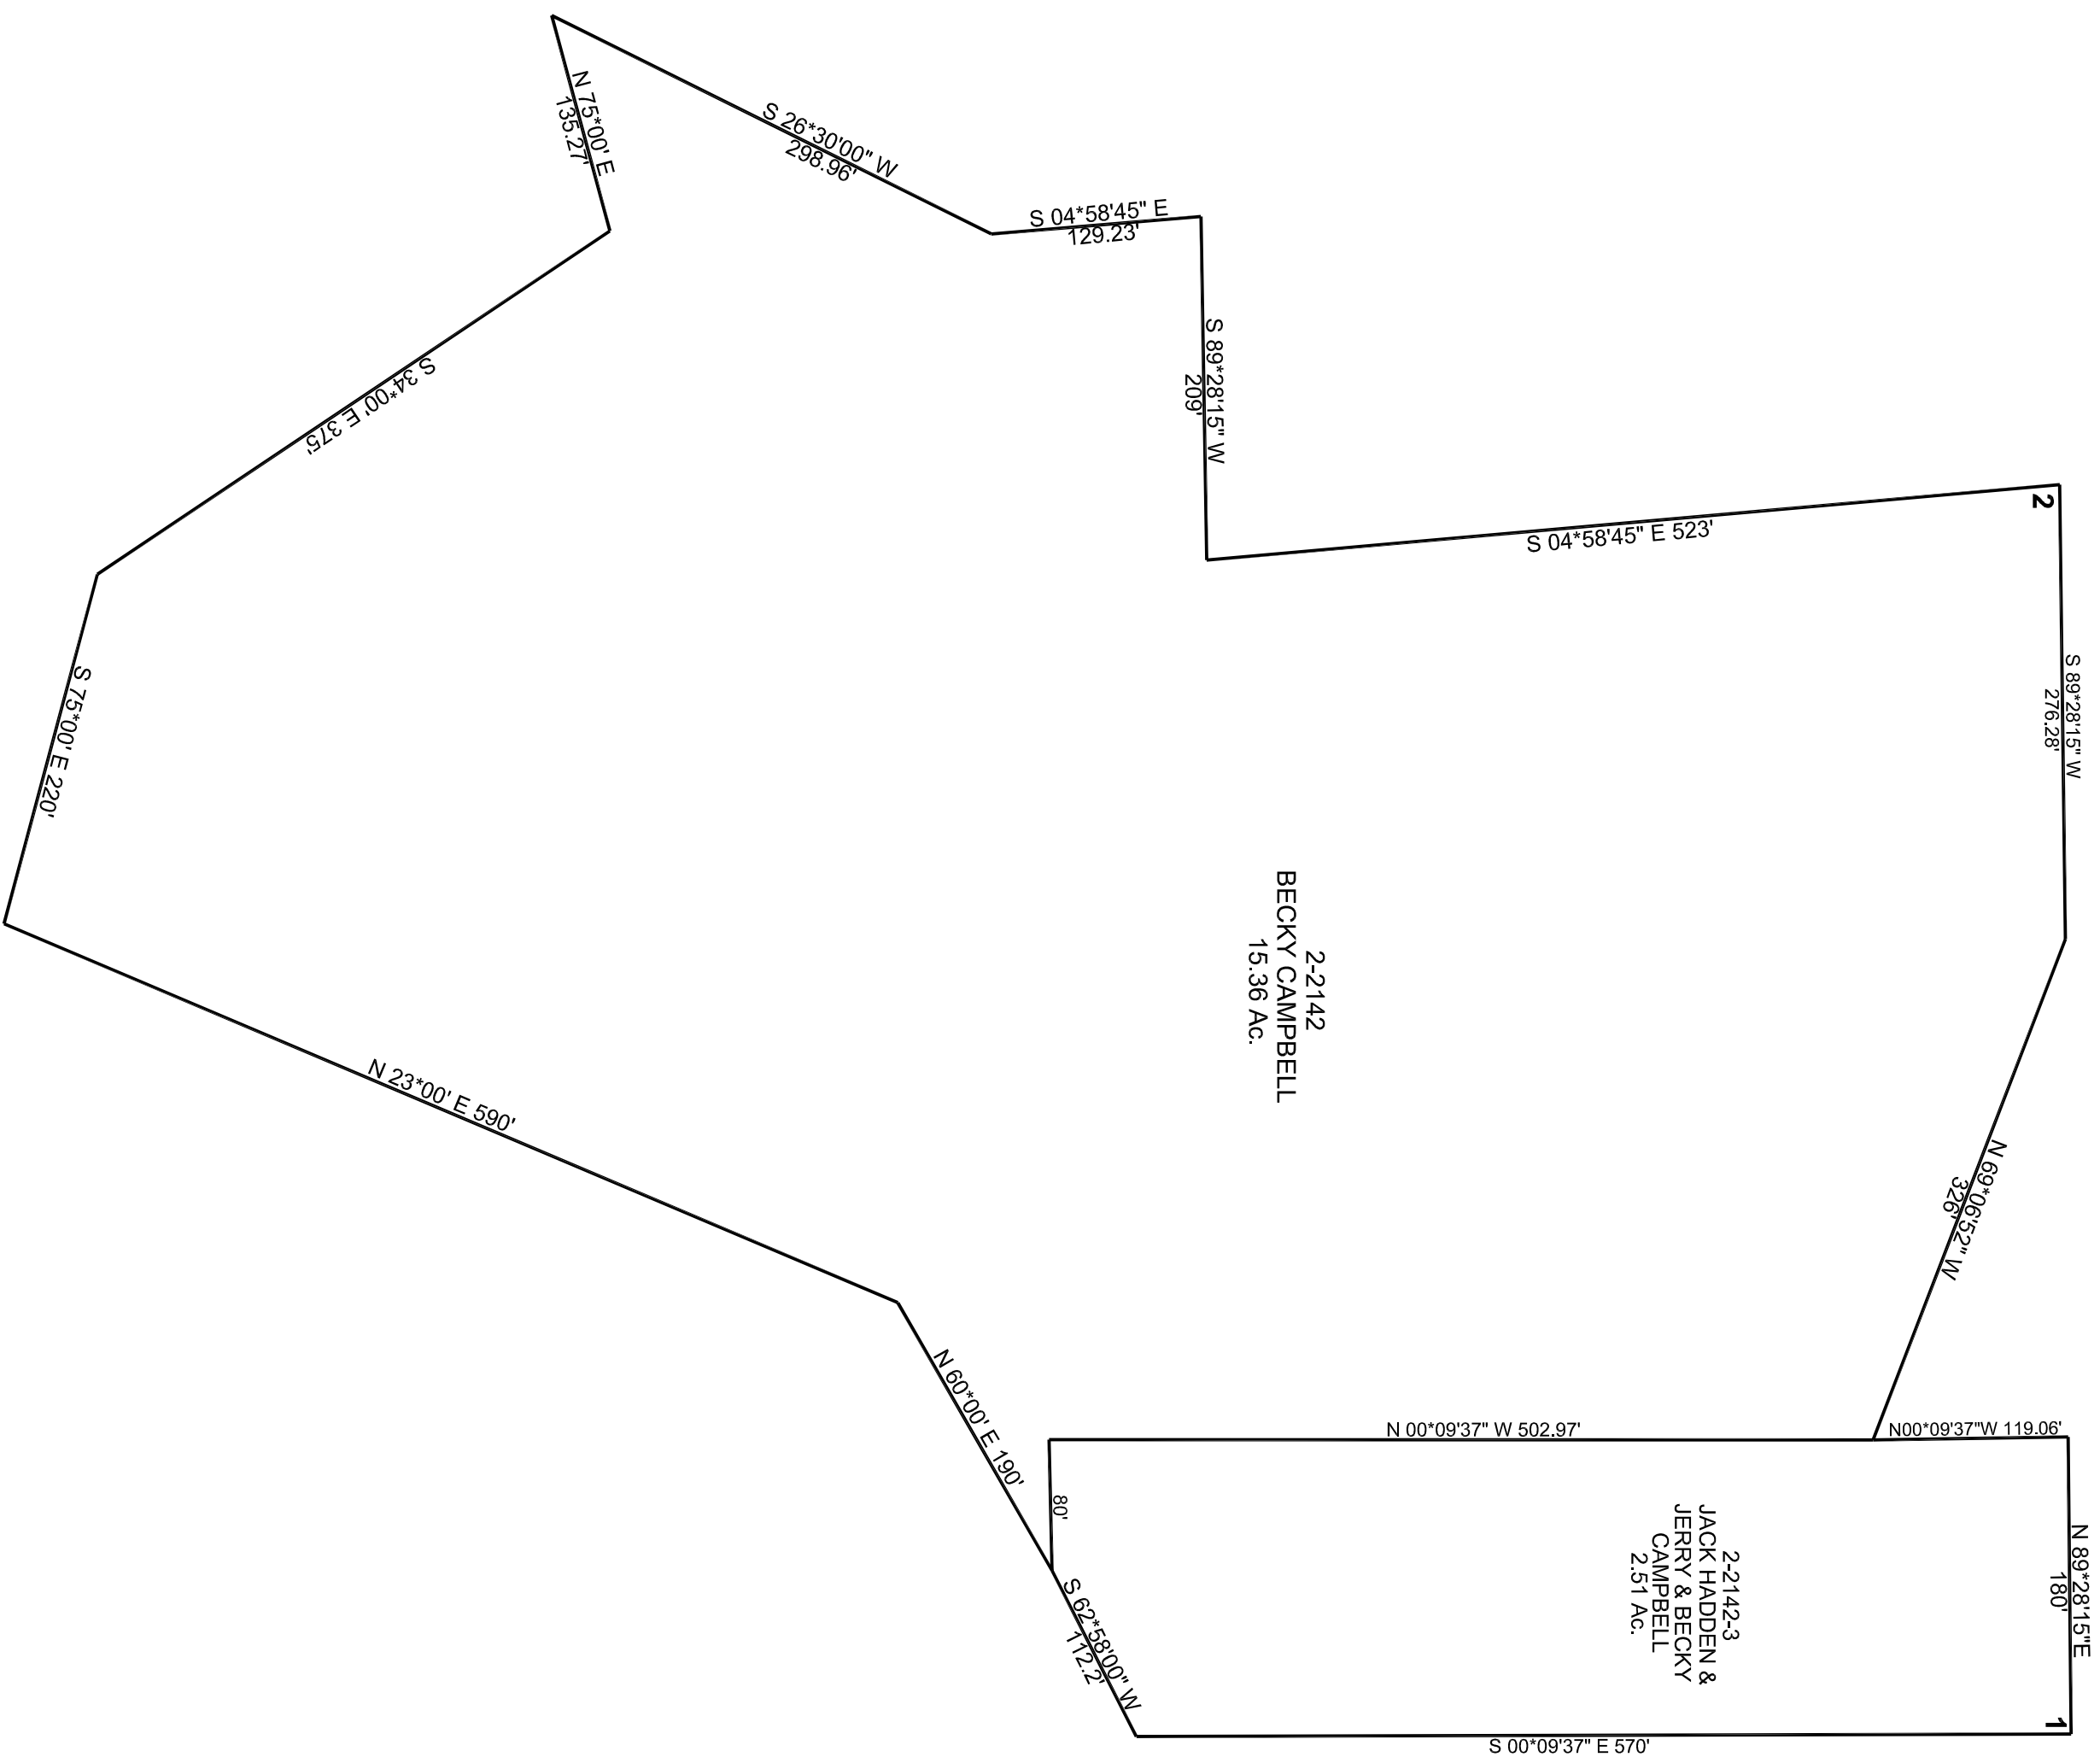 N 75*00' E
135.27'
S 26*30'00" W
298.96'
S 04*58'45" E
129.23'
S 89*28'15" W
209'
S 04*58'45" E 523'
2
S 89*28'15" W
276.28'
S 34*00' E 375'
S 75*00' E 220'
2-2142
BECKY CAMPBELL
15.36 Ac.
N 69*06'52" W
326'
N 23*00' E 590'
N 60*00' E 190'
N 00*09'37" W 502.97'
N00*09'37"W 119.06'
80'
S 62*58'00" W
112.2'
2-2142-3
JACK HADDEN &
JERRY & BECKY
CAMPBELL
2.51 Ac.
N 89*28'15"E
180'
1
S 00*09'37" E 570'